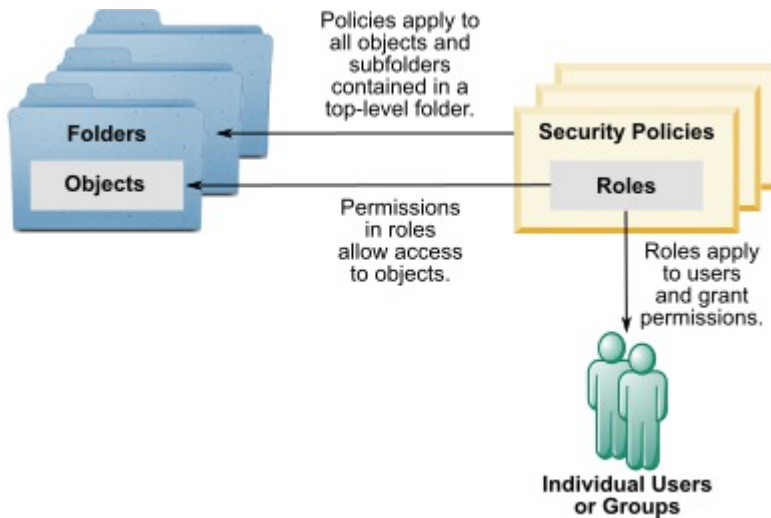 Policies apply to
all objects and
subfolders
contained in a
top-level folder.
Folders
Security Policies
Objects
Roles
Permissions
in roles
allow access
to objects.
Roles apply
to users
and grant
permissions.
Individual Users
or Groups